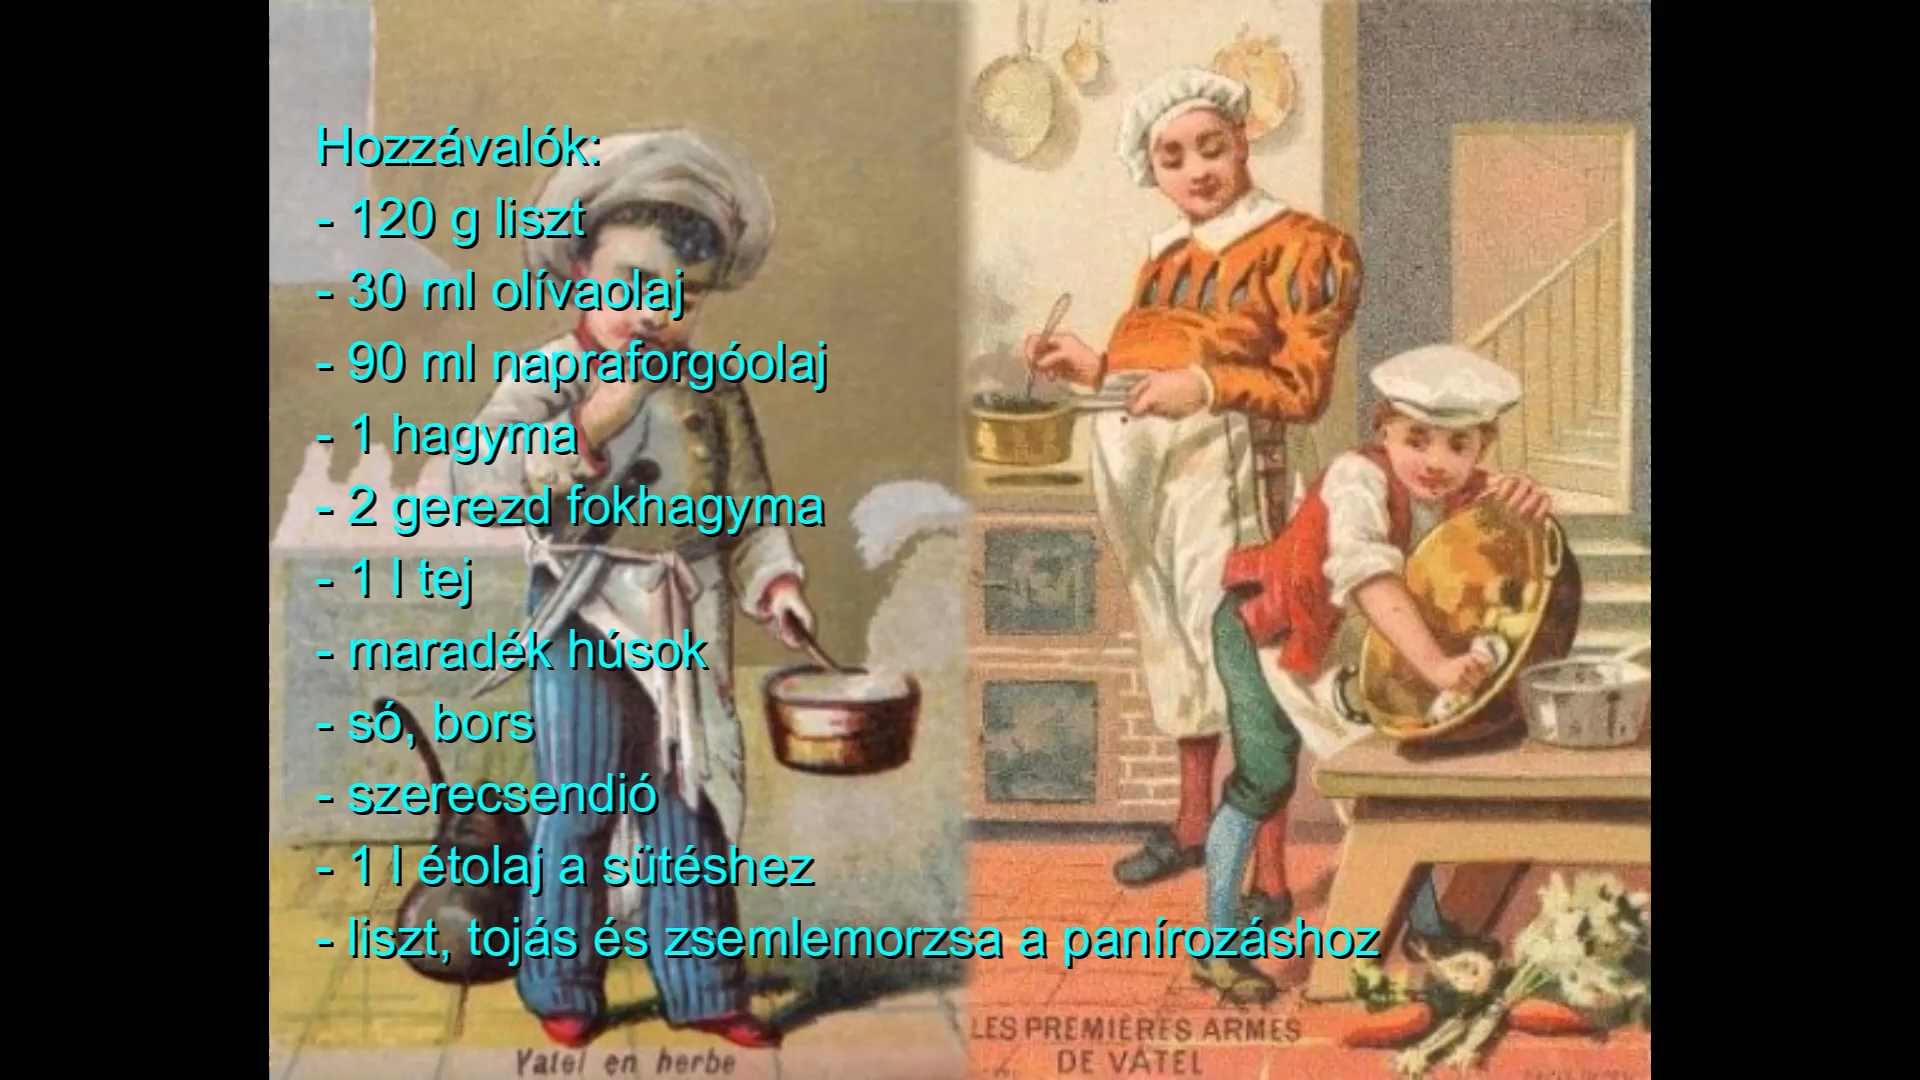 Hozzávalók:
- 120 g liszt
- 30 ml olívaolaj
- 90 ml napraforgóolaj
- 1 hagyma
- 2 gerezd fokhagyma
- 1 l tej
- maradék húsok
- só, bors
- szerecsendió
- 1 l étolaj a sütéshez
- liszt, tojás és zsemlemorzsa a panírozáshoz
Vatel en herbe
LES PREMIÈRES ARMES
DE VATEL